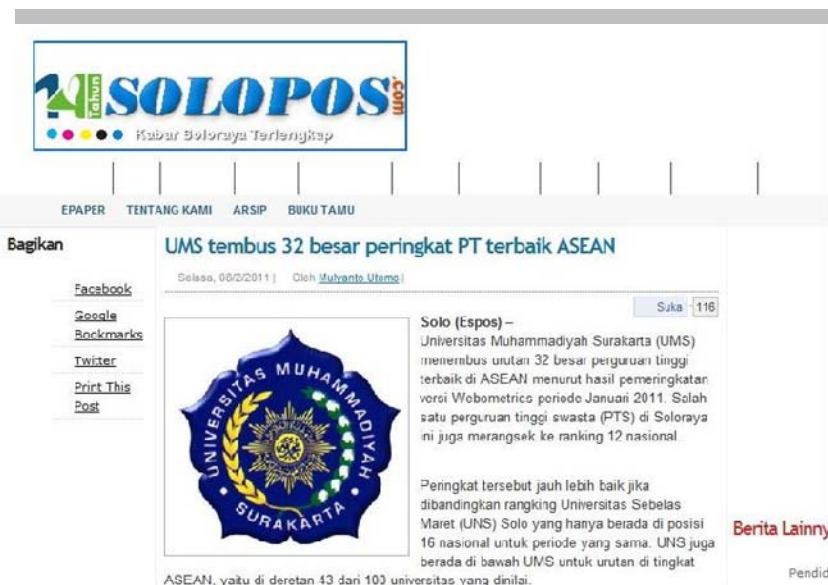 14 Tahun SOLOPOS.com
Kabar Soloraya Terlengkap
EPAPER TENTANG KAMI ARSIP BUKU TAMU
Bagikan
Facebook
Google
Bookmarks
Twitter
Print This
Post
UMS tembus 32 besar peringkat PT terbaik ASEAN
Selasa, 08/2/2011 | Oleh Mulyanto Utomo |
Suka 116
UNIVERSITAS MUHAMMADIYAH
SURAKARTA
Solo (Espos) –
Universitas Muhammadiyah Surakarta (UMS)
menembus urutan 32 besar perguruan tinggi
terbaik di ASEAN menurut hasil pemeringkatan
versi Webometrics periode Januari 2011. Salah
satu perguruan tinggi swasta (PTS) di Soloraya
ini juga merangsek ke ranking 12 nasional.
Peringkat tersebut jauh lebih baik jika
dibandingkan rangking Universitas Sebelas
Maret (UNS) Solo yang hanya berada di posisi
16 nasional untuk periode yang sama. UNS juga
berada di bawah UMS untuk urutan di tingkat
ASEAN, yaitu di deretan 43 dari 100 universitas yang dinilai.
Berita Lainny
Pendid